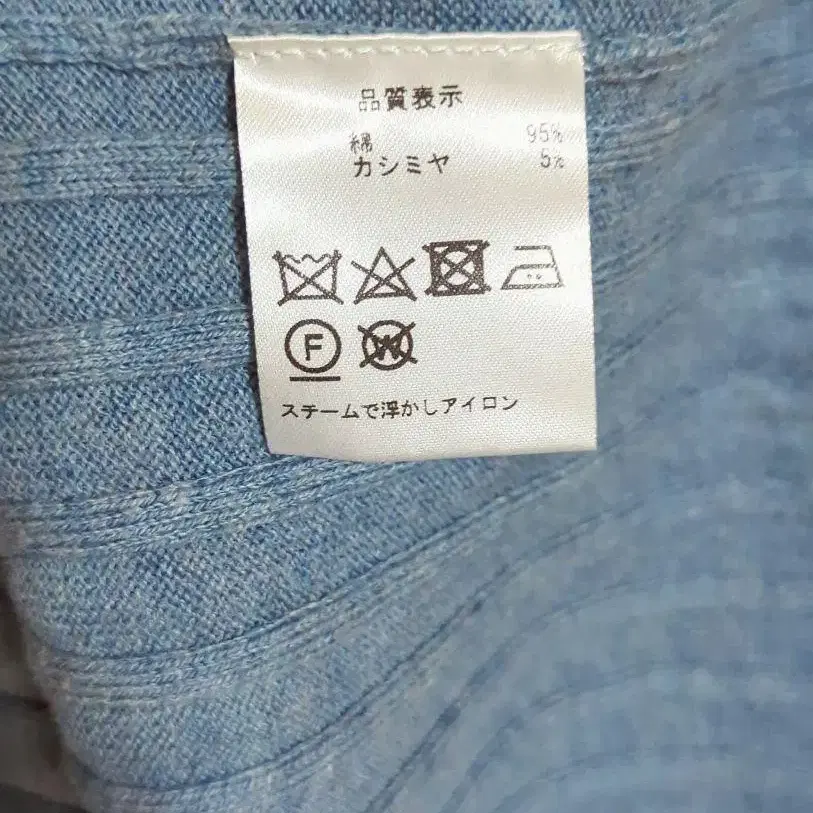 品質表示
綿 95%
カシミヤ 5%
F W
スチームで浮かしアイロン